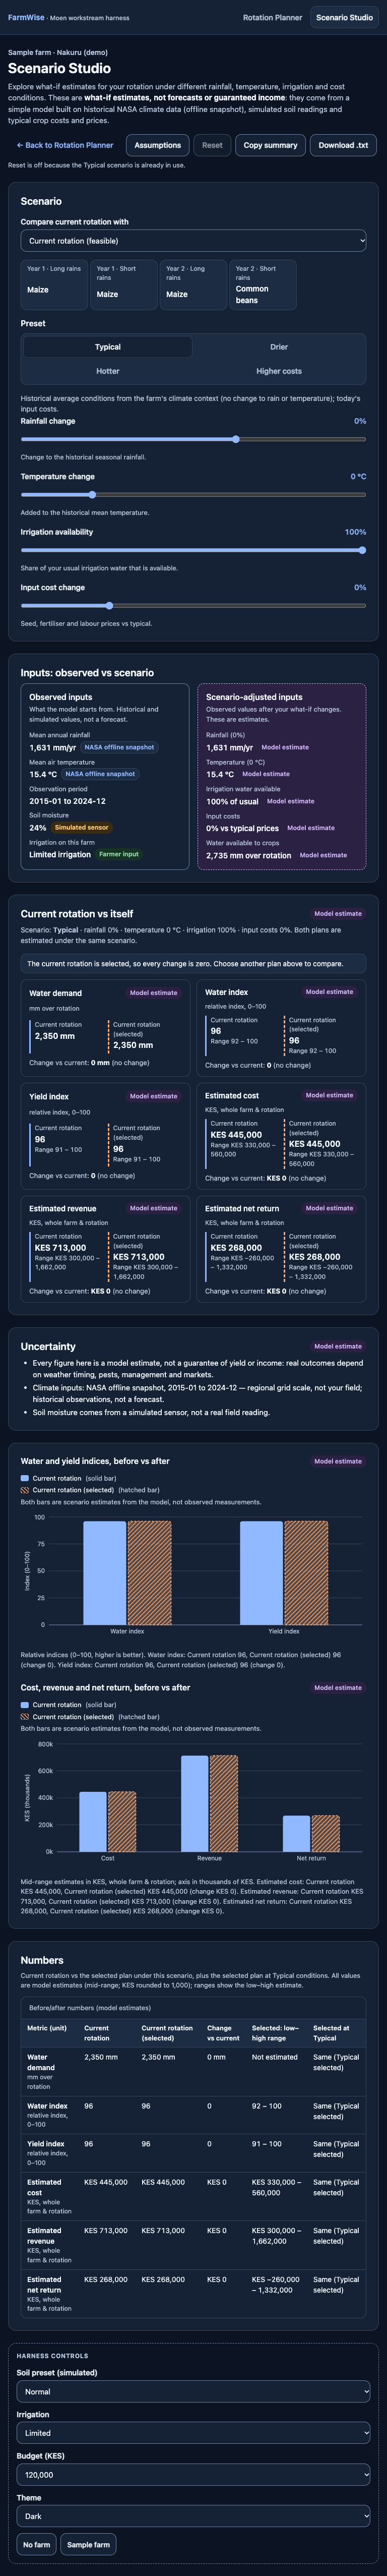 FarmWise · Moen workstream harness
Rotation Planner
Scenario Studio
Sample farm · Nakuru (demo)
Scenario Studio
Explore what-if estimates for your rotation under different rainfall, temperature, irrigation and cost
conditions. These are what-if estimates, not forecasts or guaranteed income: they come from a
simple model built on historical NASA climate data (offline snapshot), simulated soil readings and
typical crop costs and prices.
← Back to Rotation Planner
Assumptions
Reset
Copy summary
Download .txt
Reset is off because the Typical scenario is already in use.
Scenario
Compare current rotation with
Current rotation (feasible)
Year 1 · Long rains
Maize
Year 1 · Short
rains
Maize
Year 2 · Long
rains
Maize
Year 2 · Short
rains
Common
beans
Preset
Typical
Drier
Hotter
Higher costs
Historical average conditions from the farm's climate context (no change to rain or temperature); today's
input costs.
Rainfall change
0%
Change to the historical seasonal rainfall.
Temperature change
0 °C
Added to the historical mean temperature.
Irrigation availability
100%
Share of your usual irrigation water that is available.
Input cost change
0%
Seed, fertiliser and labour prices vs typical.
Inputs: observed vs scenario
Observed inputs
What the model starts from. Historical and
simulated values, not a forecast.
Mean annual rainfall
1,631 mm/yr NASA offline snapshot
Mean air temperature
15.4 °C NASA offline snapshot
Observation period
2015-01 to 2024-12
Soil moisture
24% Simulated sensor
Irrigation on this farm
Limited irrigation Farmer input
Scenario-adjusted inputs
Observed values after your what-if changes.
These are estimates.
Rainfall (0%)
1,631 mm/yr Model estimate
Temperature (0 °C)
15.4 °C Model estimate
Irrigation water available
100% of usual Model estimate
Input costs
0% vs typical prices Model estimate
Water available to crops
2,735 mm over rotation Model estimate
Current rotation vs itself
Model estimate
Scenario: Typical · rainfall 0% · temperature 0 °C · irrigation 100% · input costs 0%. Both plans are
estimated under the same scenario.
The current rotation is selected, so every change is zero. Choose another plan above to compare.
Water demand
Model estimate
mm over rotation
Current rotation
2,350 mm
Current rotation
(selected)
2,350 mm
Change vs current: 0 mm (no change)
Water index
Model estimate
relative index, 0–100
Current rotation
96
Range 92 – 100
Current rotation
(selected)
96
Range 92 – 100
Change vs current: 0 (no change)
Yield index
Model estimate
relative index, 0–100
Current rotation
96
Range 91 – 100
Current rotation
(selected)
96
Range 91 – 100
Change vs current: 0 (no change)
Estimated cost
Model estimate
KES, whole farm & rotation
Current rotation
KES 445,000
Range KES 330,000 –
560,000
Current rotation
(selected)
KES 445,000
Range KES 330,000 –
560,000
Change vs current: KES 0 (no change)
Estimated revenue
Model estimate
KES, whole farm & rotation
Current rotation
KES 713,000
Range KES 300,000 –
1,662,000
Current rotation
(selected)
KES 713,000
Range KES 300,000 –
1,662,000
Change vs current: KES 0 (no change)
Estimated net return
Model estimate
KES, whole farm & rotation
Current rotation
KES 268,000
Range KES −260,000
– 1,332,000
Current rotation
(selected)
KES 268,000
Range KES −260,000
– 1,332,000
Change vs current: KES 0 (no change)
Uncertainty
Model estimate
• Every figure here is a model estimate, not a guarantee of yield or income: real outcomes depend
on weather timing, pests, management and markets.
• Climate inputs: NASA offline snapshot, 2015-01 to 2024-12 — regional grid scale, not your field;
historical observations, not a forecast.
• Soil moisture comes from a simulated sensor, not a real field reading.
Water and yield indices, before vs after
Model estimate
Current rotation (solid bar)
Current rotation (selected) (hatched bar)
Both bars are scenario estimates from the model, not observed measurements.
Index (0–100)
100
75
50
25
0
Water index
Yield index
Relative indices (0–100, higher is better). Water index: Current rotation 96, Current rotation (selected) 96
(change 0). Yield index: Current rotation 96, Current rotation (selected) 96 (change 0).
Cost, revenue and net return, before vs after
Model estimate
Current rotation (solid bar)
Current rotation (selected) (hatched bar)
Both bars are scenario estimates from the model, not observed measurements.
KES (thousands)
800k
600k
400k
200k
0k
Cost
Revenue
Net return
Mid-range estimates in KES, whole farm & rotation; axis in thousands of KES. Estimated cost: Current rotation
KES 445,000, Current rotation (selected) KES 445,000 (change KES 0). Estimated revenue: Current rotation KES
713,000, Current rotation (selected) KES 713,000 (change KES 0). Estimated net return: Current rotation KES
268,000, Current rotation (selected) KES 268,000 (change KES 0).
Numbers
Current rotation vs the selected plan under this scenario, plus the selected plan at Typical conditions. All values
are model estimates (mid-range; KES rounded to 1,000); ranges show the low–high estimate.
Before/after numbers (model estimates)
Metric (unit)
Current
rotation
Current rotation
(selected)
Change
vs current
Selected: low–
high range
Selected at
Typical
Water
demand
mm over
rotation
2,350 mm
2,350 mm
0 mm
Not estimated
Same (Typical
selected)
Water index
relative index,
0–100
96
96
0
92 – 100
Same (Typical
selected)
Yield index
relative index,
0–100
96
96
0
91 – 100
Same (Typical
selected)
Estimated
cost
KES, whole
farm & rotation
KES 445,000
KES 445,000
KES 0
KES 330,000 –
560,000
Same (Typical
selected)
Estimated
revenue
KES, whole
farm & rotation
KES 713,000
KES 713,000
KES 0
KES 300,000 –
1,662,000
Same (Typical
selected)
Estimated
net return
KES, whole
farm & rotation
KES 268,000
KES 268,000
KES 0
KES −260,000
– 1,332,000
Same (Typical
selected)
HARNESS CONTROLS
Soil preset (simulated)
Normal
Irrigation
Limited
Budget (KES)
120,000
Theme
Dark
No farm
Sample farm